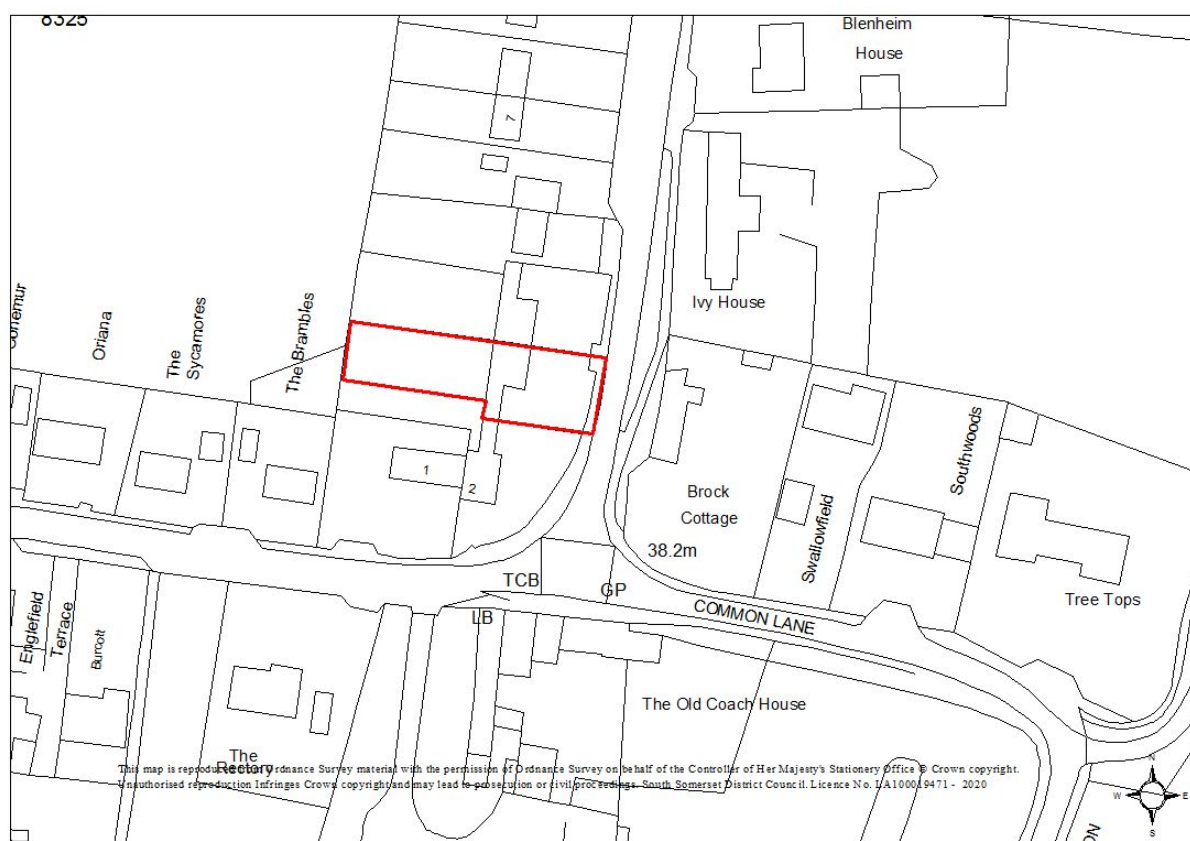 8325
Blenheim
House
7
Ivy House
Oriana
The
Sycamores
The Brambles
1
2
Brock
Cottage
38.2m
Swallowfield
Southwoods
Tree Tops
TCB
GP
LB
COMMON LANE
Englefield
Terrace
Burcott
The Old Coach House
The
Rectory
This map is reproduced from Ordnance Survey material with the permission of Ordnance Survey on behalf of the Controller of Her Majesty's Stationery Office © Crown copyright.
Unauthorised reproduction infringes Crown copyright and may lead to prosecution or civil proceedings. South Somerset District Council. Licence No. LA100019471 - 2020
N
W E
S
ON